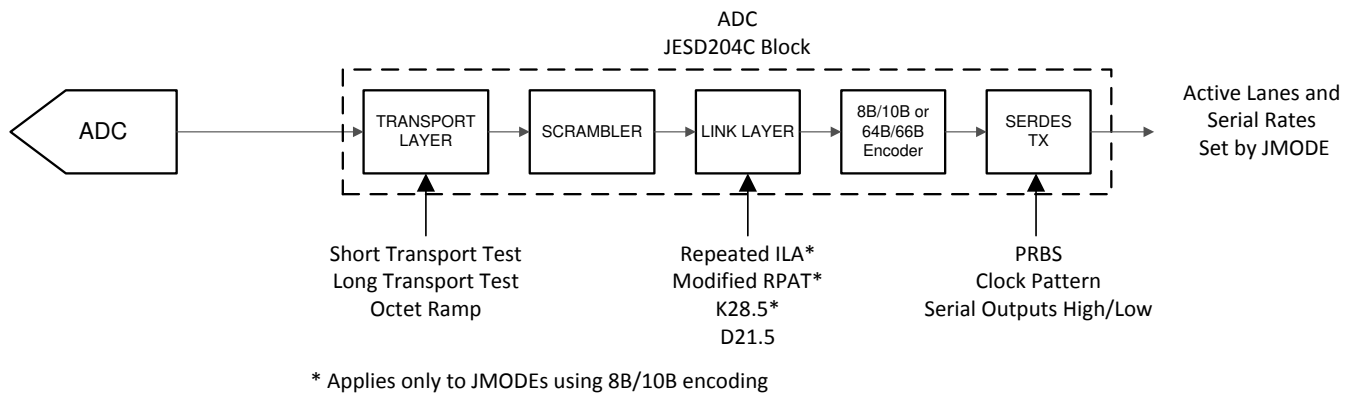 ADC
JESD204C Block
ADC
TRANSPORT
LAYER
SCRAMBLER
LINK LAYER
8B/10B or
64B/66B
Encoder
SERDES
TX
Active Lanes and
Serial Rates
Set by JMODE
Short Transport Test
Long Transport Test
Octet Ramp
Repeated ILA*
Modified RPAT*
K28.5*
D21.5
PRBS
Clock Pattern
Serial Outputs High/Low
* Applies only to JMODEs using 8B/10B encoding